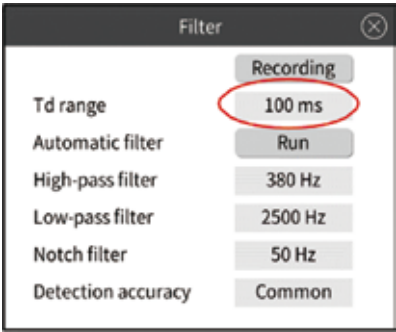 Filter
Recording
Td range 100 ms
Automatic filter Run
High-pass filter 380 Hz
Low-pass filter 2500 Hz
Notch filter 50 Hz
Detection accuracy Common